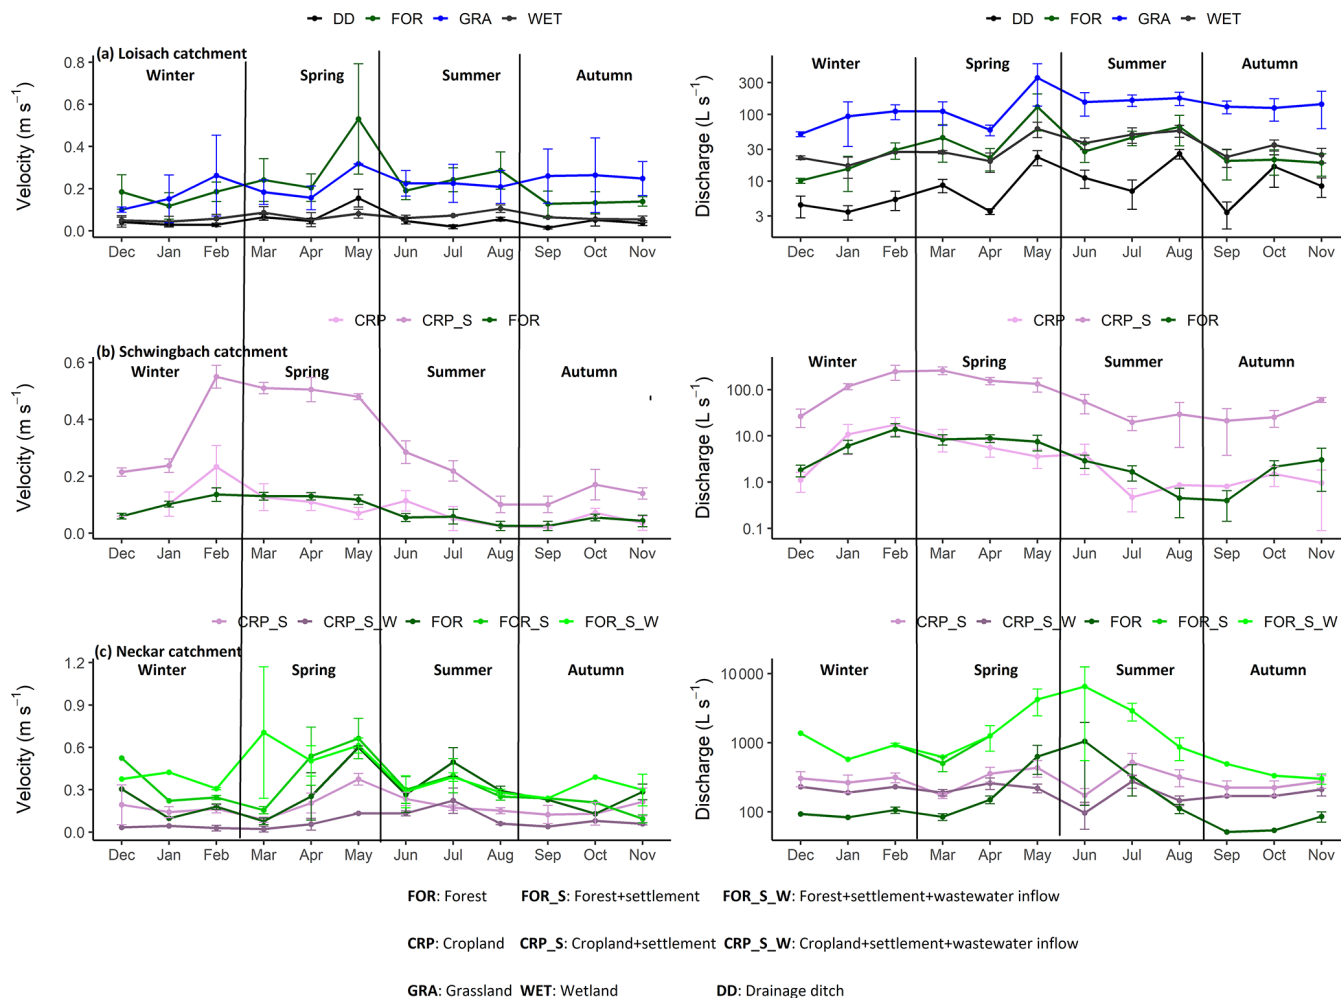 DD FOR GRA WET
DD FOR GRA WET
(a) Loisach catchment
Winter Spring Summer Autumn
Velocity (m s⁻¹)
0.8
0.6
0.4
0.2
0.0
Dec Jan Feb Mar Apr May Jun Jul Aug Sep Oct Nov
Winter Spring Summer Autumn
Discharge (L s⁻¹)
300
100
30
10
3
Dec Jan Feb Mar Apr May Jun Jul Aug Sep Oct Nov
CRP CRP_S FOR
CRP CRP_S FOR
(b) Schwingbach catchment
Winter Spring Summer Autumn
Velocity (m s⁻¹)
0.6
0.4
0.2
0.0
Dec Jan Feb Mar Apr May Jun Jul Aug Sep Oct Nov
Winter Spring Summer Autumn
Discharge (L s⁻¹)
100.0
10.0
1.0
0.1
Dec Jan Feb Mar Apr May Jun Jul Aug Sep Oct Nov
CRP_S CRP_S_W FOR FOR_S FOR_S_W
CRP_S CRP_S_W FOR FOR_S FOR_S_W
(c) Neckar catchment
Winter Spring Summer Autumn
Velocity (m s⁻¹)
1.2
0.9
0.6
0.3
0.0
Dec Jan Feb Mar Apr May Jun Jul Aug Sep Oct Nov
Winter Spring Summer Autumn
Discharge (L s⁻¹)
10000
1000
100
Dec Jan Feb Mar Apr May Jun Jul Aug Sep Oct Nov
FOR: Forest FOR_S: Forest+settlement FOR_S_W: Forest+settlement+wastewater inflow
CRP: Cropland CRP_S: Cropland+settlement CRP_S_W: Cropland+settlement+wastewater inflow
GRA: Grassland WET: Wetland DD: Drainage ditch